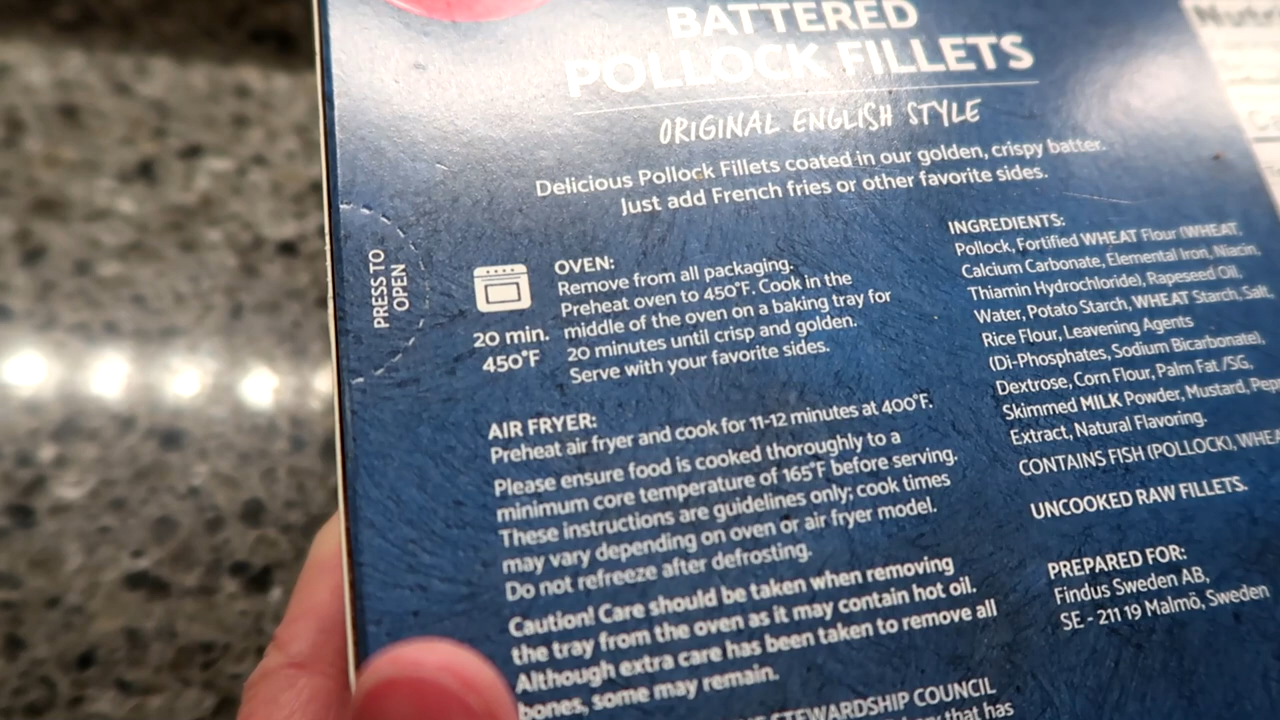 BATTERED
POLLOCK FILLETS
ORIGINAL ENGLISH STYLE
Delicious Pollock Fillets coated in our golden, crispy batter.
Just add French fries or other favorite sides.
PRESS TO
OPEN
20 min.
450°F
OVEN:
Remove from all packaging.
Preheat oven to 450°F. Cook in the
middle of the oven on a baking tray for
20 minutes until crisp and golden.
Serve with your favorite sides.
AIR FRYER:
Preheat air fryer and cook for 11-12 minutes at 400°F.
Please ensure food is cooked thoroughly to a
minimum core temperature of 165°F before serving.
These instructions are guidelines only; cook times
may vary depending on oven or air fryer model.
Do not refreeze after defrosting.
Caution! Care should be taken when removing
the tray from the oven as it may contain hot oil.
Although extra care has been taken to remove all
bones, some may remain.
STEWARDSHIP COUNCIL
that has
INGREDIENTS:
Pollock, Fortified WHEAT Flour (WHEAT,
Calcium Carbonate, Elemental Iron, Niacin,
Thiamin Hydrochloride), Rapeseed Oil,
Water, Potato Starch, WHEAT Starch, Salt,
Rice Flour, Leavening Agents
(Di-Phosphates, Sodium Bicarbonate),
Dextrose, Corn Flour, Palm Fat /SG,
Skimmed MILK Powder, Mustard,
Extract, Natural Flavoring.
CONTAINS FISH (POLLOCK),
UNCOOKED RAW FILLETS.
PREPARED FOR:
Findus Sweden AB,
SE - 211 19 Malmö, Sweden